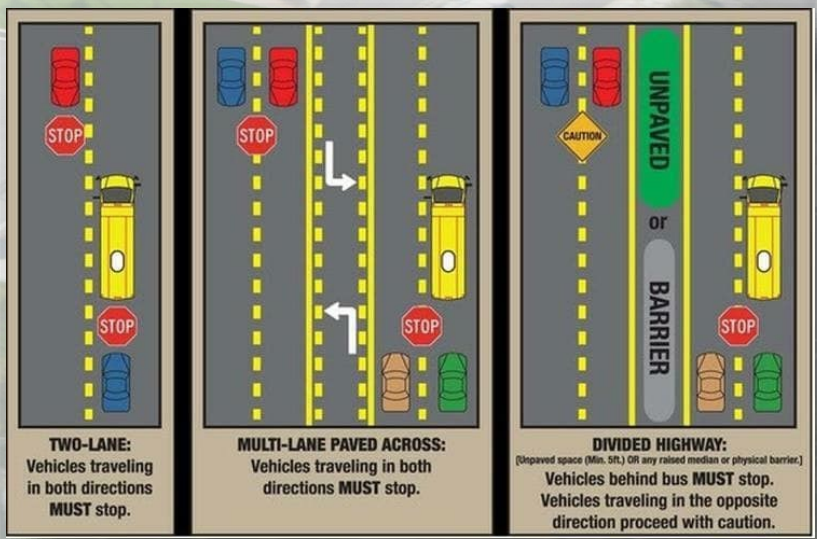 STOP
STOP
TWO-LANE:
Vehicles traveling
in both directions
MUST stop.
STOP
STOP
MULTI-LANE PAVED ACROSS:
Vehicles traveling in both
directions MUST stop.
CAUTION
UNPAVED
or
BARRIER
STOP
DIVIDED HIGHWAY:
[Unpaved space (Min. 5ft.) OR any raised median or physical barrier.]
Vehicles behind bus MUST stop.
Vehicles traveling in the opposite
direction proceed with caution.